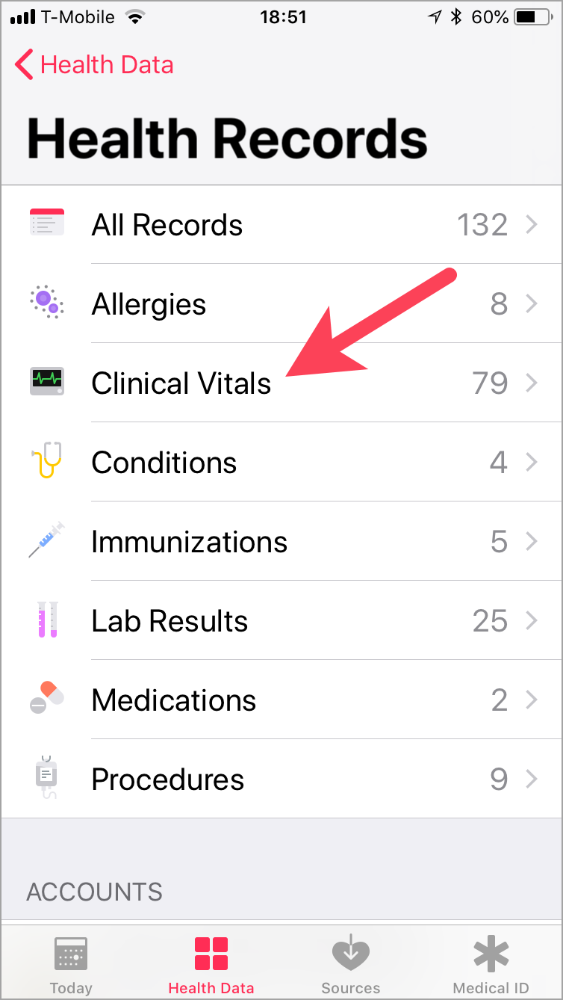 T-Mobile 18:51 60%
Health Data
Health Records
All Records 132
Allergies 8
Clinical Vitals 79
Conditions 4
Immunizations 5
Lab Results 25
Medications 2
Procedures 9
ACCOUNTS
Today Health Data Sources Medical ID